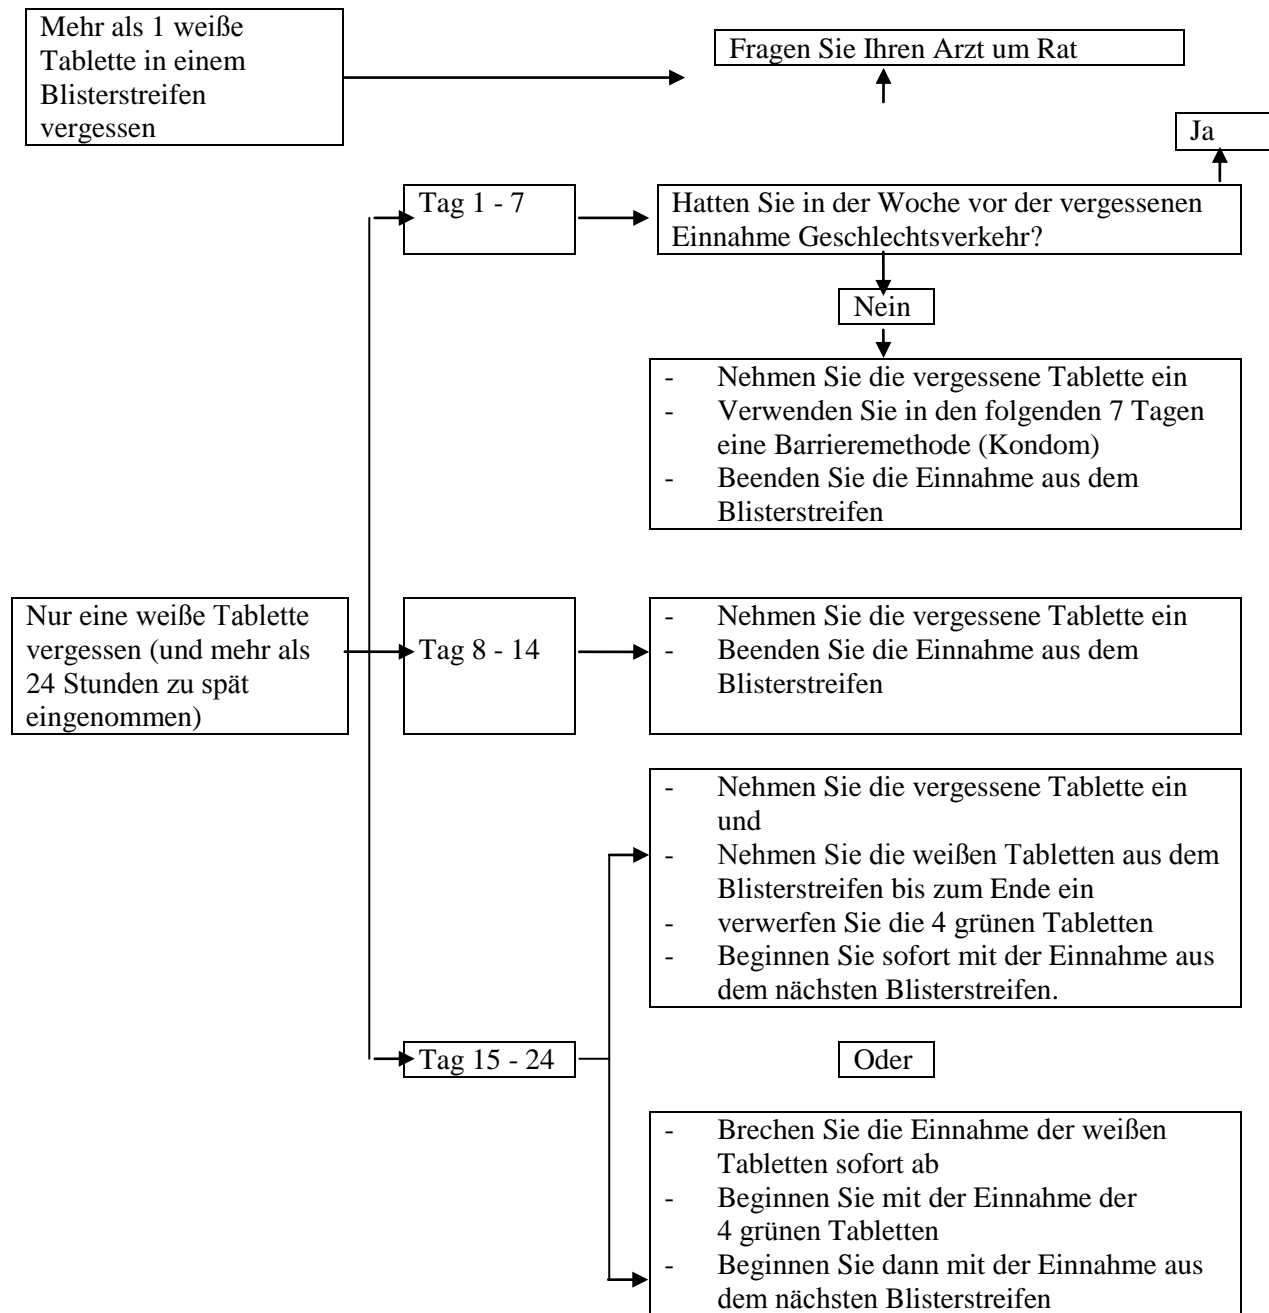 Mehr als 1 weiße
Tablette in einem
Blisterstreifen
vergessen
Fragen Sie Ihren Arzt um Rat
Ja
Tag 1 - 7
Hatten Sie in der Woche vor der vergessenen
Einnahme Geschlechtsverkehr?
Nein
- Nehmen Sie die vergessene Tablette ein
- Verwenden Sie in den folgenden 7 Tagen
eine Barrieremethode (Kondom)
- Beenden Sie die Einnahme aus dem
Blisterstreifen
Nur eine weiße Tablette
vergessen (und mehr als
24 Stunden zu spät
eingenommen)
Tag 8 - 14
- Nehmen Sie die vergessene Tablette ein
- Beenden Sie die Einnahme aus dem
Blisterstreifen
- Nehmen Sie die vergessene Tablette ein
und
- Nehmen Sie die weißen Tabletten aus dem
Blisterstreifen bis zum Ende ein
- verwerfen Sie die 4 grünen Tabletten
- Beginnen Sie sofort mit der Einnahme aus
dem nächsten Blisterstreifen.
Tag 15 - 24
Oder
- Brechen Sie die Einnahme der weißen
Tabletten sofort ab
- Beginnen Sie mit der Einnahme der
4 grünen Tabletten
- Beginnen Sie dann mit der Einnahme aus
dem nächsten Blisterstreifen